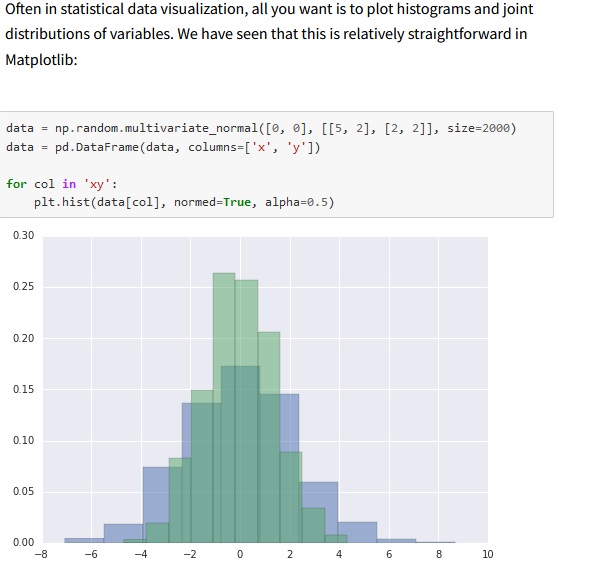 Often in statistical data visualization, all you want is to plot histograms and joint
distributions of variables. We have seen that this is relatively straightforward in
Matplotlib:
data = np.random.multivariate_normal([0, 0], [[5, 2], [2, 2]], size=2000)
data = pd.DataFrame(data, columns=['x', 'y'])
for col in 'xy':
    plt.hist(data[col], normed=True, alpha=0.5)
0.30
0.25
0.20
0.15
0.10
0.05
0.00
−8 −6 −4 −2 0 2 4 6 8 10